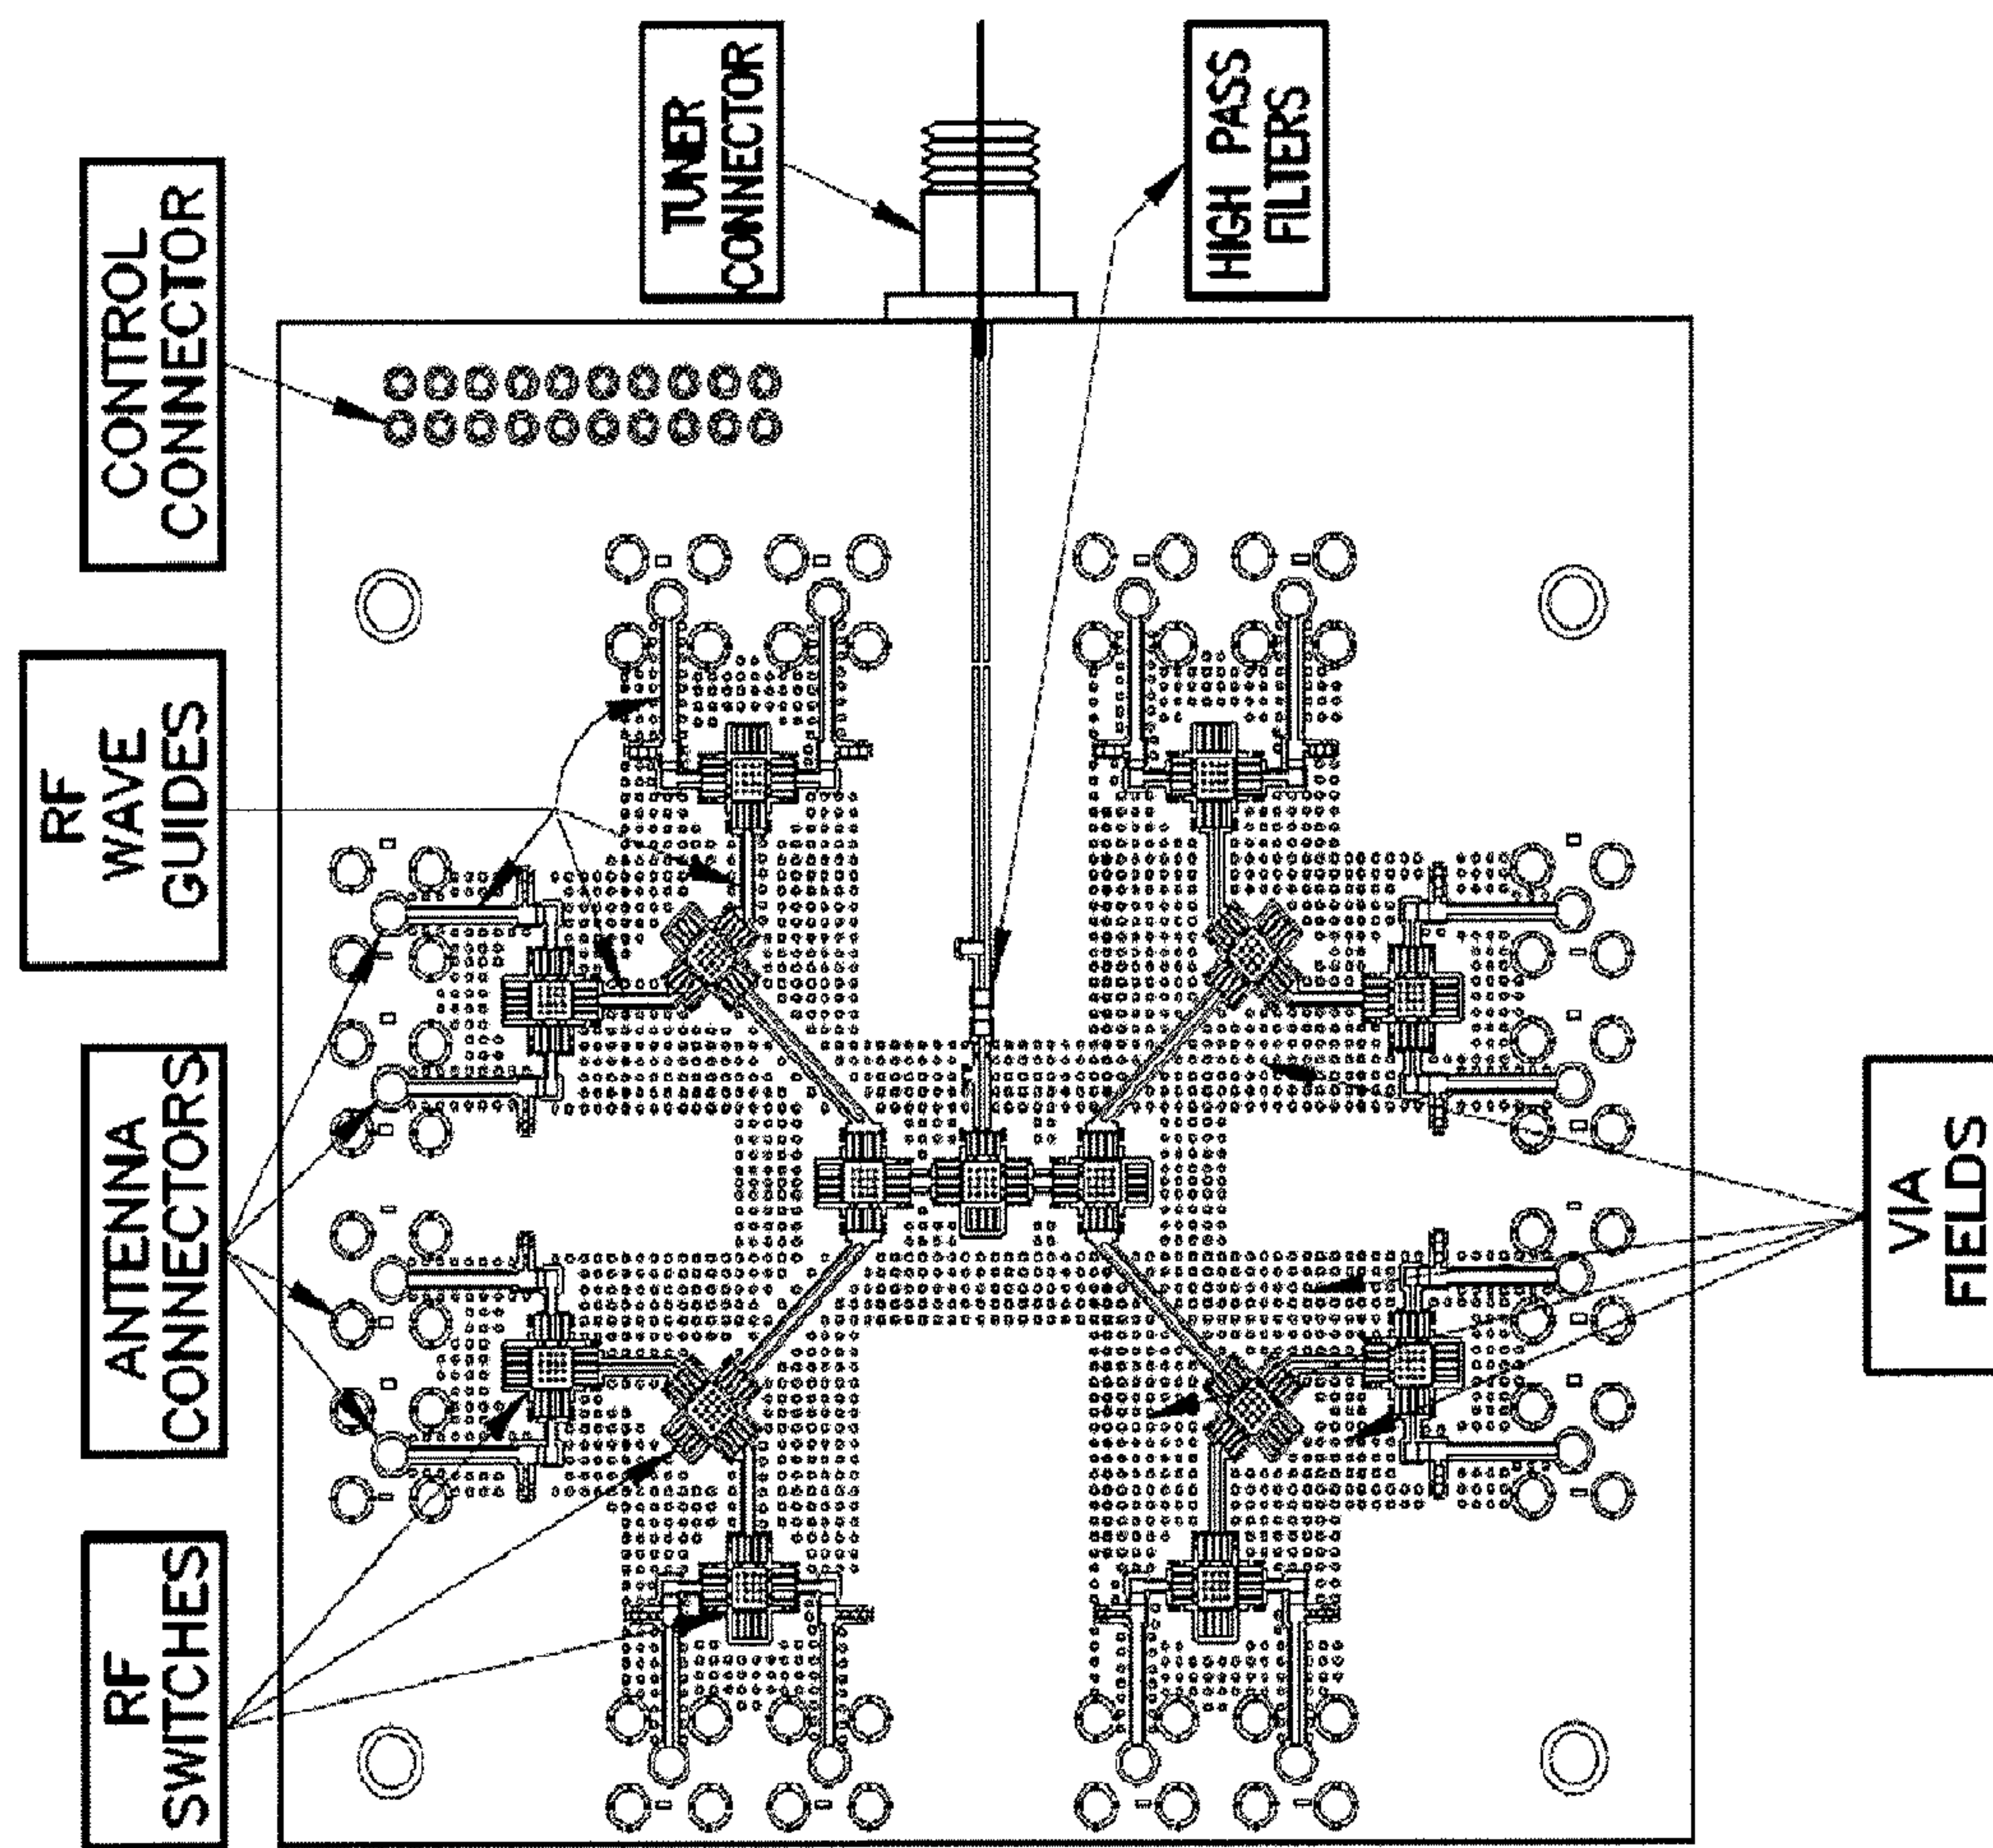 RF
SWITCHES
ANTENNA
CONNECTORS
RF
WAVE
GUIDES
CONTROL
CONNECTOR
TUNER
CONNECTOR
HIGH PASS
FILTERS
VIA
FIELDS